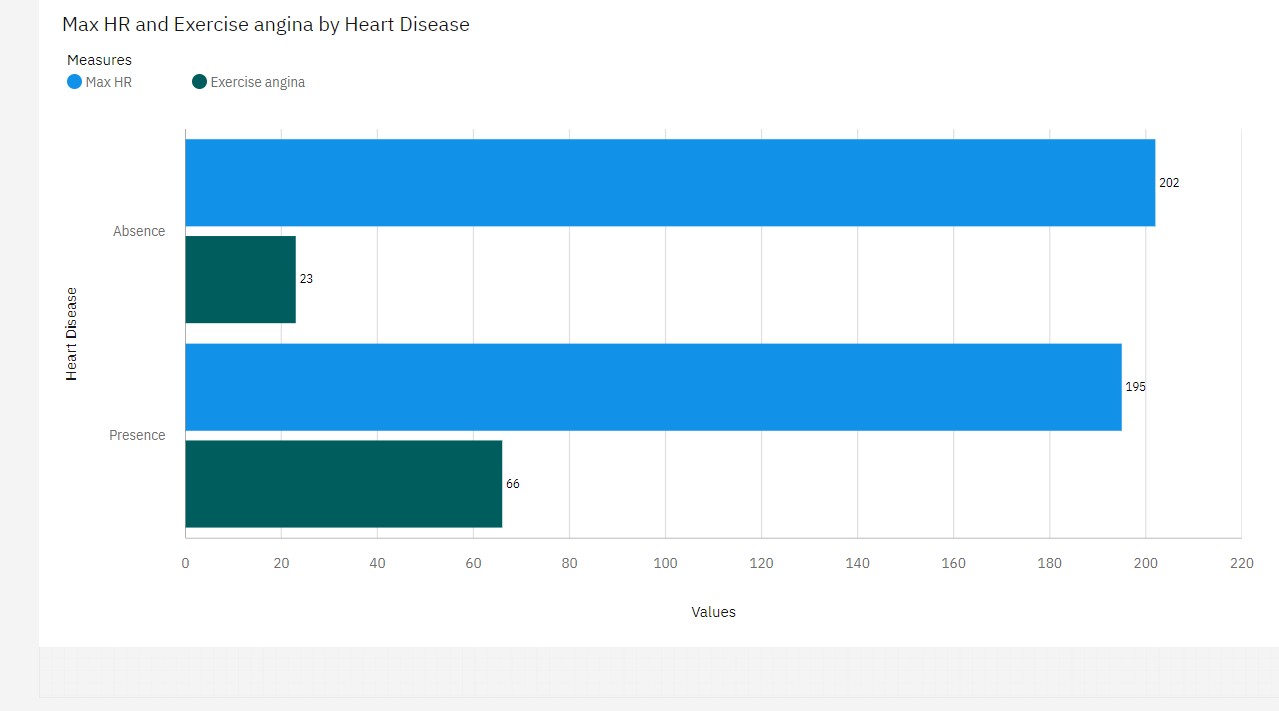 Max HR and Exercise angina by Heart Disease
Measures
Max HR Exercise angina
202
Absence
23
Heart Disease
195
Presence
66
0 20 40 60 80 100 120 140 160 180 200 220
Values